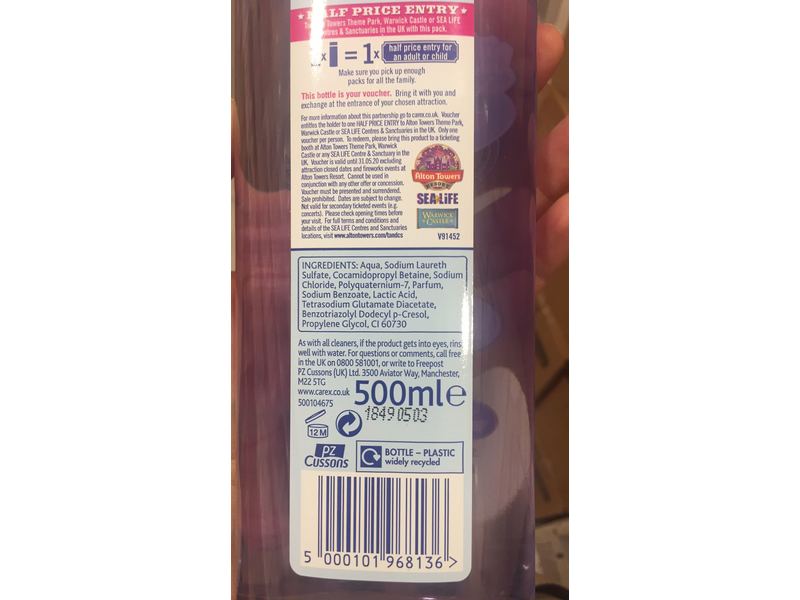 HALF PRICE ENTRY
Towers Theme Park, Warwick Castle or SEA LIFE
Centres & Sanctuaries in the UK with this pack.
x = 1x half price entry for
an adult or child
Make sure you pick up enough
packs for all the family.
This bottle is your voucher. Bring it with you and
exchange at the entrance of your chosen attraction.
For more information about this partnership go to carex.co.uk. Voucher
entitles the holder to one HALF PRICE ENTRY to Alton Towers Theme Park,
Warwick Castle or SEA LIFE Centres & Sanctuaries in the UK. Only one
voucher per person. To redeem, please bring this product to a ticketing
booth at Alton Towers Theme Park, Warwick
Castle or any SEA LIFE Centre & Sanctuary in the
UK. Voucher is valid until 31.05.20 excluding
attraction closed dates and fireworks events at
Alton Towers Resort. Cannot be used in
conjunction with any other offer or concession.
Voucher must be presented and surrendered.
Sale prohibited. Dates are subject to change.
Not valid for secondary ticketed events (e.g.
concerts). Please check opening times before
your visit. For full terms and conditions and
details of the SEA LIFE Centres and Sanctuaries
locations, visit www.altontowers.com/tandcs
Alton Towers
RESORT
SEA LIFE
WARWICK
CASTLE
V91452
INGREDIENTS: Aqua, Sodium Laureth
Sulfate, Cocamidopropyl Betaine, Sodium
Chloride, Polyquaternium-7, Parfum,
Sodium Benzoate, Lactic Acid,
Tetrasodium Glutamate Diacetate,
Benzotriazolyl Dodecyl p-Cresol,
Propylene Glycol, CI 60730
As with all cleaners, if the product gets into eyes, rinse
well with water. For questions or comments, call free
in the UK on 0800 581001, or write to Freepost
PZ Cussons (UK) Ltd. 3500 Aviator Way, Manchester,
M22 5TG
www.carex.co.uk
500104675
500ml e
1849 0503
12 M
PZ
Cussons
BOTTLE – PLASTIC
widely recycled
5 000101 968136 >